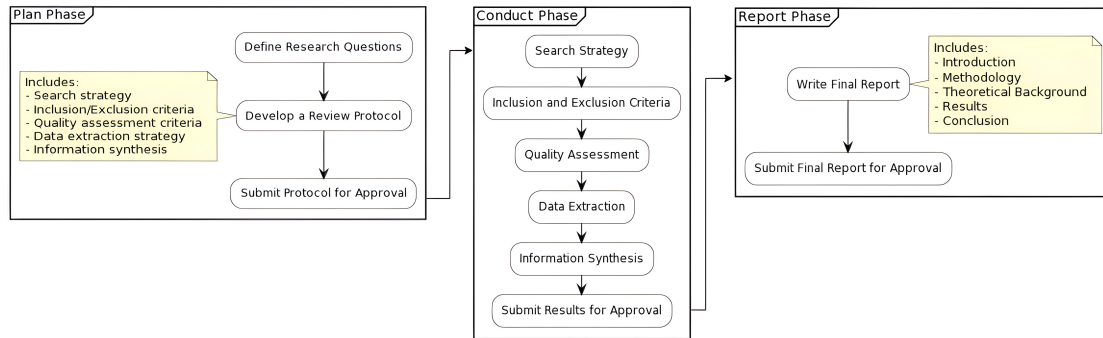 Plan Phase
Define Research Questions
Includes:
- Search strategy
- Inclusion/Exclusion criteria
- Quality assessment criteria
- Data extraction strategy
- Information synthesis
Develop a Review Protocol
Submit Protocol for Approval
Conduct Phase
Search Strategy
Inclusion and Exclusion Criteria
Quality Assessment
Data Extraction
Information Synthesis
Submit Results for Approval
Report Phase
Write Final Report
Includes:
- Introduction
- Methodology
- Theoretical Background
- Results
- Conclusion
Submit Final Report for Approval